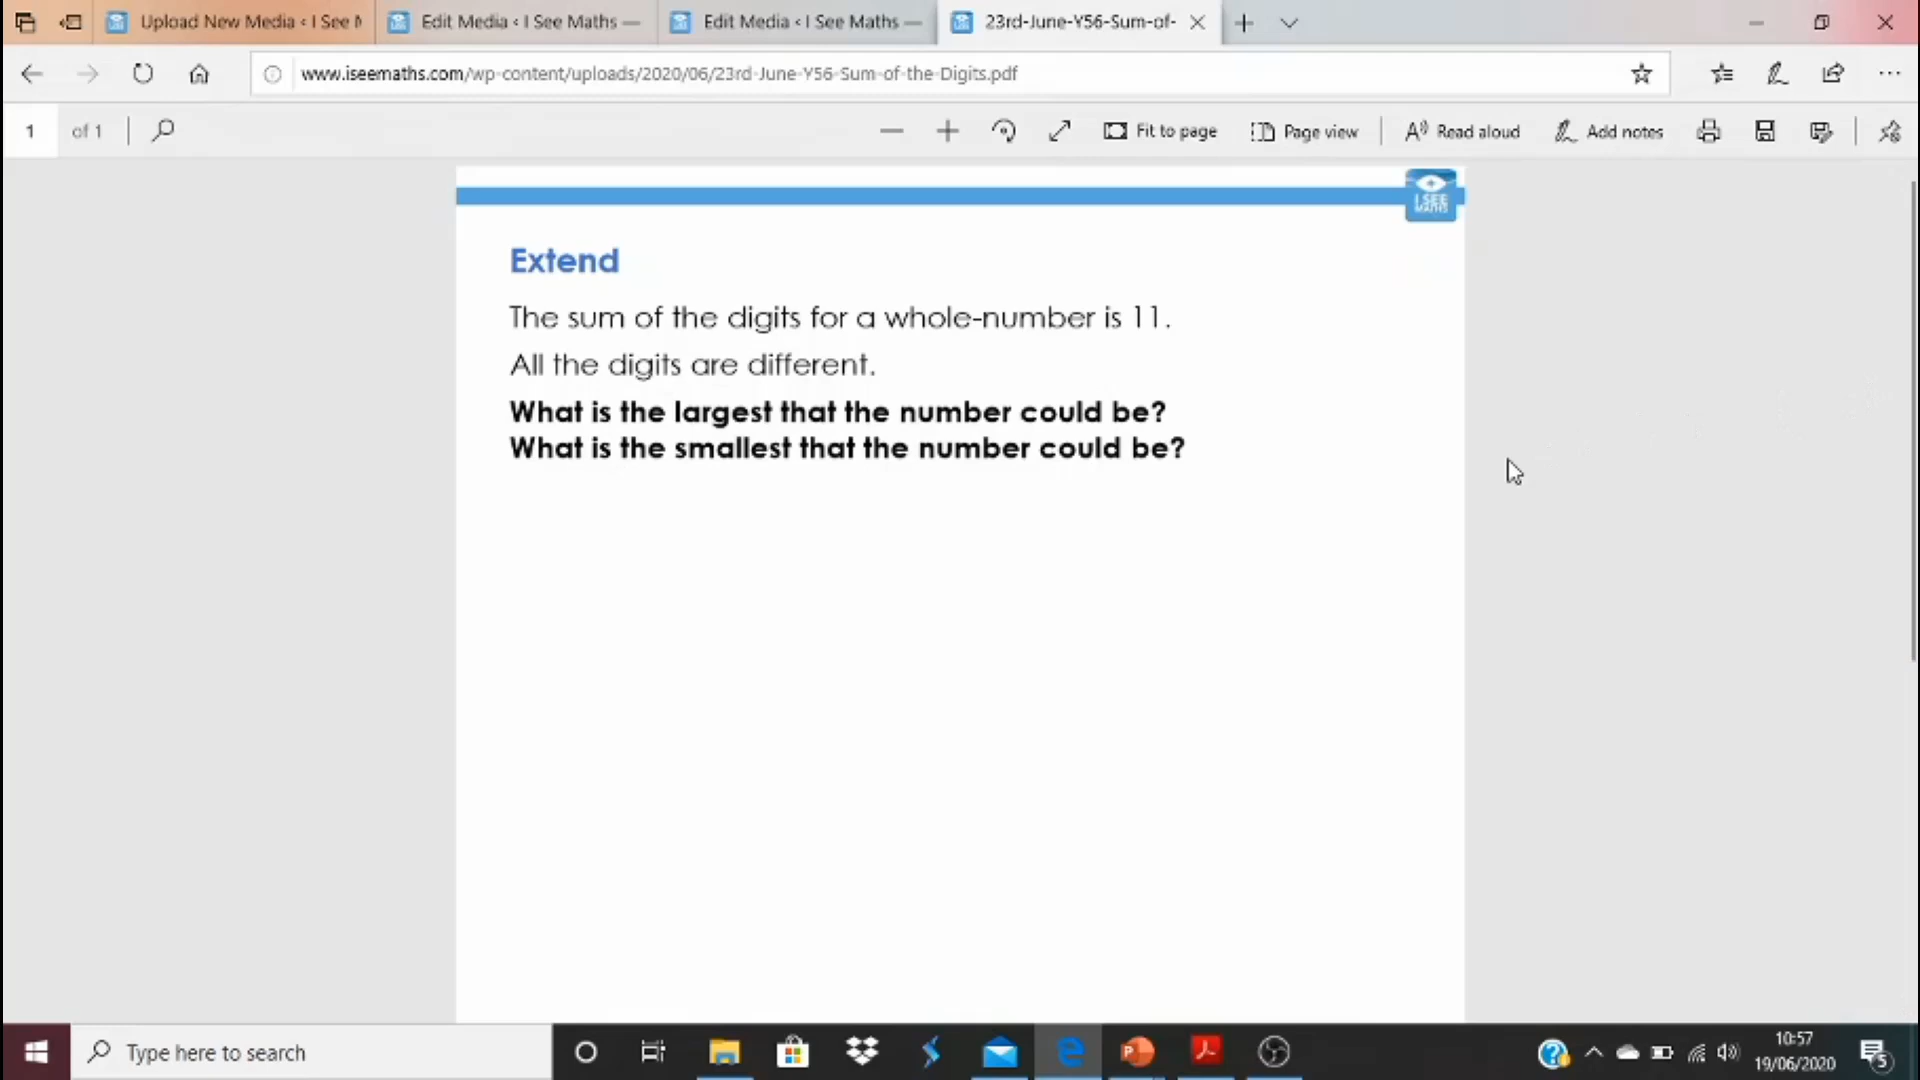 Upload New Media ‹ I See M
Edit Media ‹ I See Maths —
Edit Media ‹ I See Maths —
23rd-June-Y56-Sum-of-
www.iseemaths.com/wp-content/uploads/2020/06/23rd-June-Y56-Sum-of-the-Digits.pdf
1 of 1
Fit to page
Page view
Read aloud
Add notes
I SEE
MATHS
Extend
The sum of the digits for a whole-number is 11.
All the digits are different.
What is the largest that the number could be?
What is the smallest that the number could be?
Type here to search
10:57
19/06/2020
5